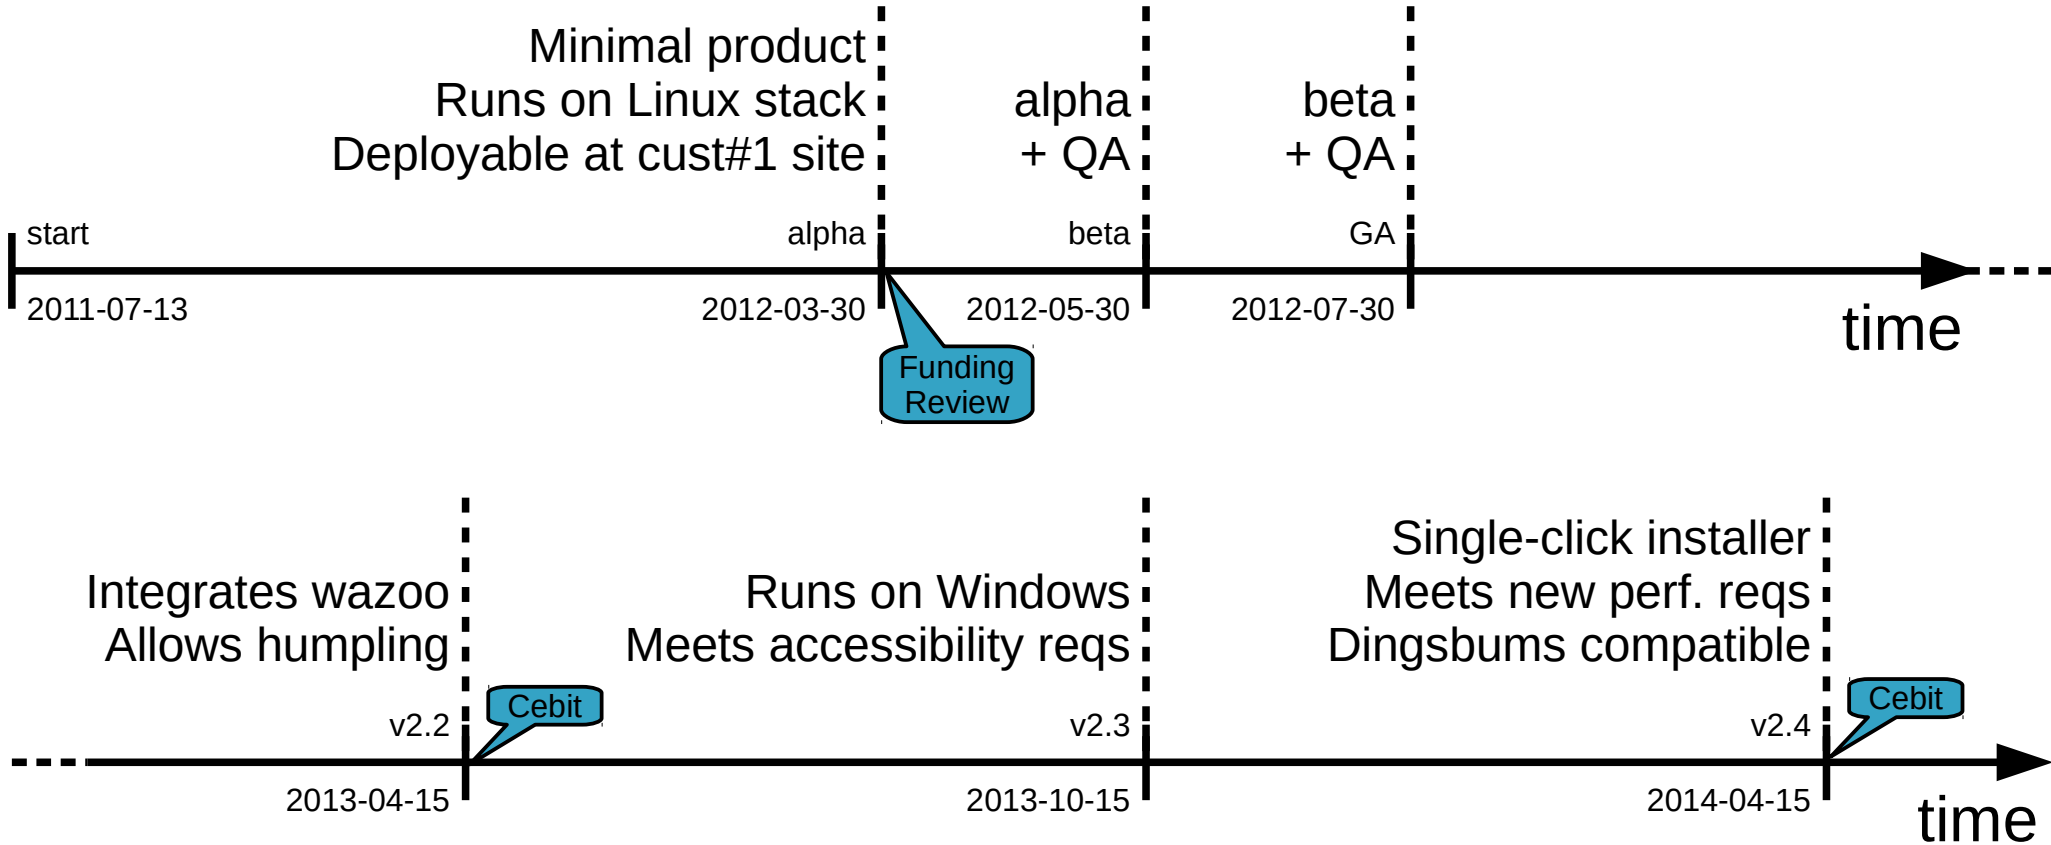 Minimal product
Runs on Linux stack
Deployable at cust#1 site
alpha
+ QA
beta
+ QA
start
alpha
beta
GA
2011-07-13
2012-03-30
2012-05-30
2012-07-30
time
Funding
Review
Integrates wazoo
Allows humpling
Runs on Windows
Meets accessibility reqs
Single-click installer
Meets new perf. reqs
Dingsbums compatible
v2.2
Cebit
v2.3
v2.4
Cebit
2013-04-15
2013-10-15
2014-04-15
time